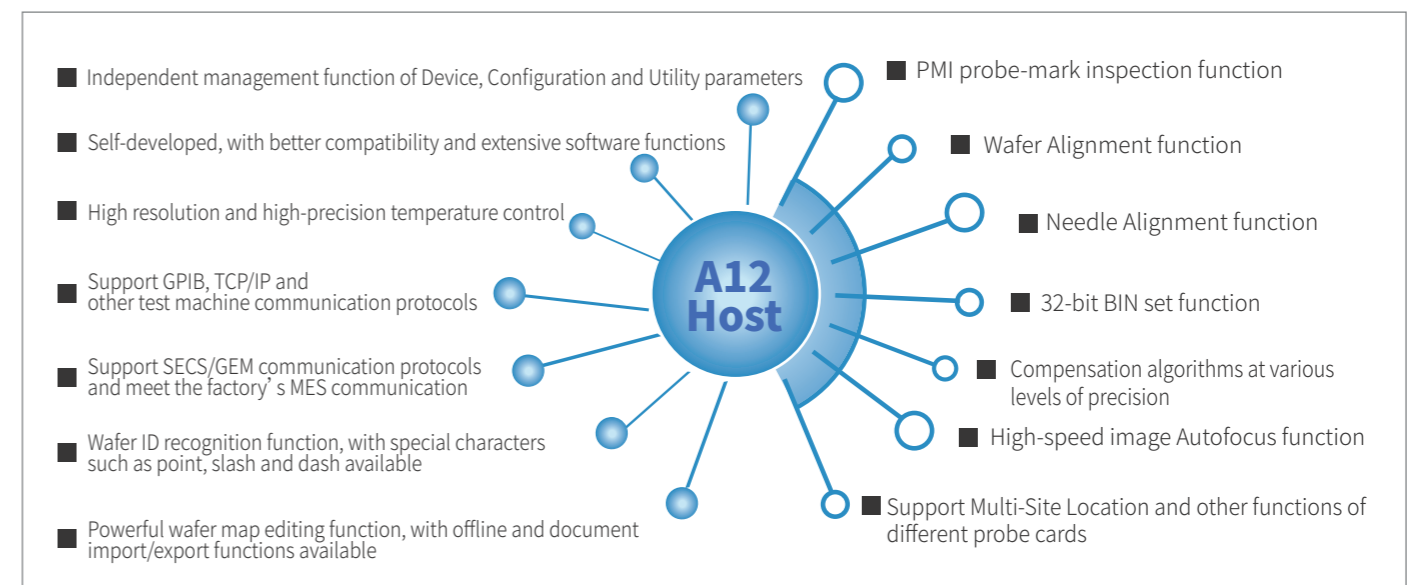 Independent management function of Device, Configuration and Utility parameters
Self-developed, with better compatibility and extensive software functions
High resolution and high-precision temperature control
Support GPIB, TCP/IP and
other test machine communication protocols
Support SECS/GEM communication protocols
and meet the factory’s MES communication
Wafer ID recognition function, with special characters
such as point, slash and dash available
Powerful wafer map editing function, with offline and document
import/export functions available
A12
Host
PMI probe-mark inspection function
Wafer Alignment function
Needle Alignment function
32-bit BIN set function
Compensation algorithms at various
levels of precision
High-speed image Autofocus function
Support Multi-Site Location and other functions of
different probe cards